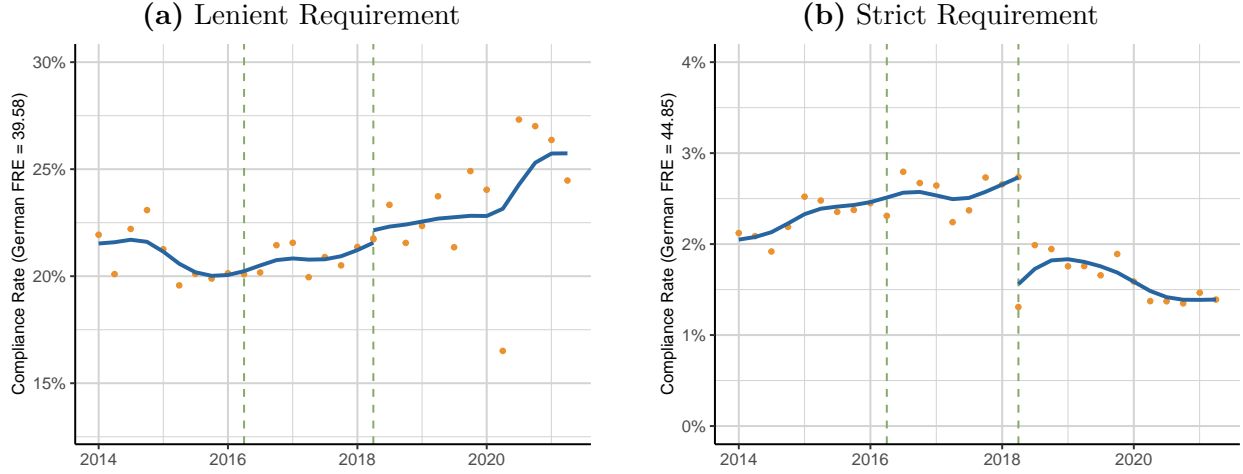 (a) Lenient Requirement
Compliance Rate (German FRE = 39.58)
30%
25%
20%
15%
2014 2016 2018 2020
(b) Strict Requirement
Compliance Rate (German FRE = 44.85)
4%
3%
2%
1%
0%
2014 2016 2018 2020